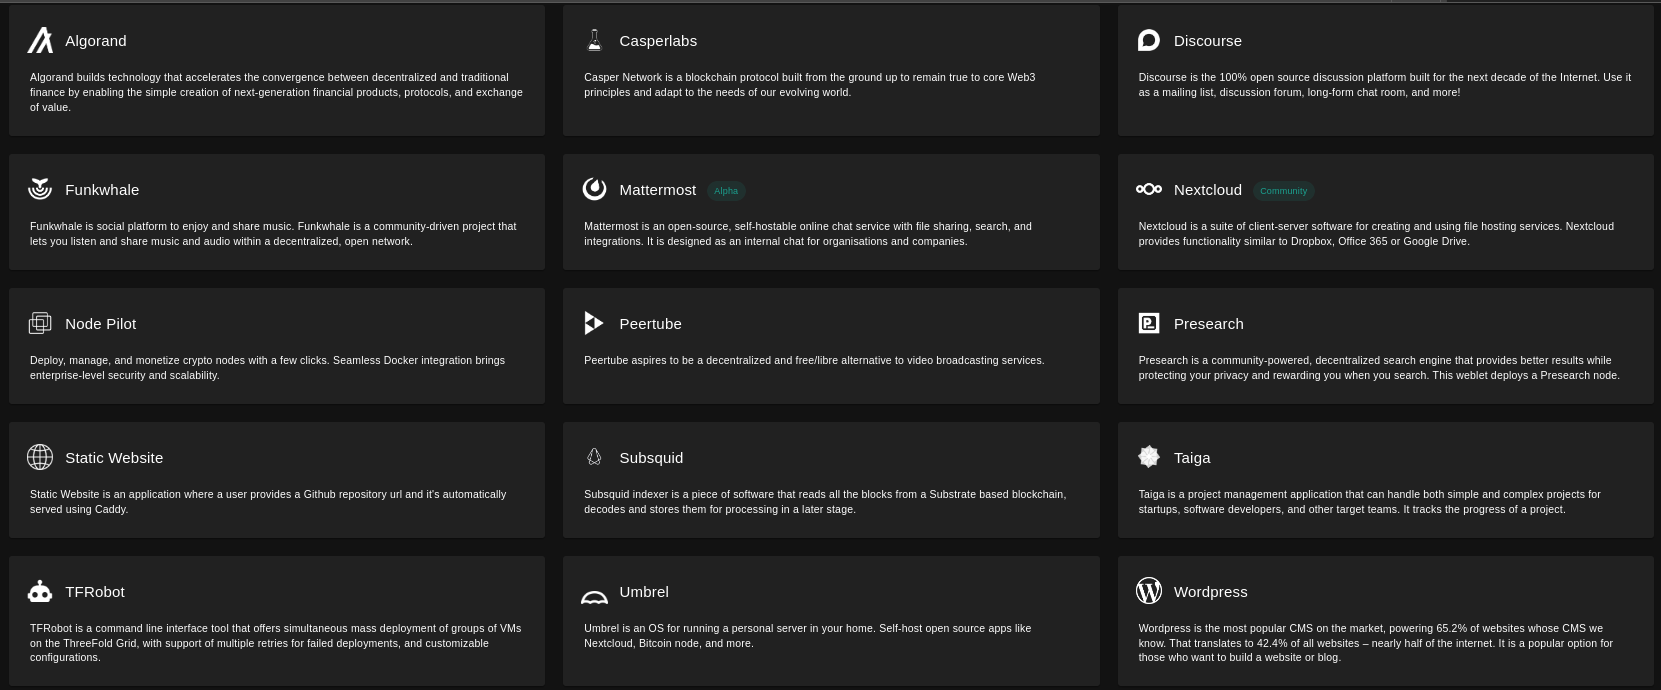 Algorand
Algorand builds technology that accelerates the convergence between decentralized and traditional
finance by enabling the simple creation of next-generation financial products, protocols, and exchange
of value.
Casperlabs
Casper Network is a blockchain protocol built from the ground up to remain true to core Web3
principles and adapt to the needs of our evolving world.
Discourse
Discourse is the 100% open source discussion platform built for the next decade of the Internet. Use it
as a mailing list, discussion forum, long-form chat room, and more!
Funkwhale
Funkwhale is social platform to enjoy and share music. Funkwhale is a community-driven project that
lets you listen and share music and audio within a decentralized, open network.
Mattermost Alpha
Mattermost is an open-source, self-hostable online chat service with file sharing, search, and
integrations. It is designed as an internal chat for organisations and companies.
Nextcloud Community
Nextcloud is a suite of client-server software for creating and using file hosting services. Nextcloud
provides functionality similar to Dropbox, Office 365 or Google Drive.
Node Pilot
Deploy, manage, and monetize crypto nodes with a few clicks. Seamless Docker integration brings
enterprise-level security and scalability.
Peertube
Peertube aspires to be a decentralized and free/libre alternative to video broadcasting services.
Presearch
Presearch is a community-powered, decentralized search engine that provides better results while
protecting your privacy and rewarding you when you search. This weblet deploys a Presearch node.
Static Website
Static Website is an application where a user provides a Github repository url and it's automatically
served using Caddy.
Subsquid
Subsquid indexer is a piece of software that reads all the blocks from a Substrate based blockchain,
decodes and stores them for processing in a later stage.
Taiga
Taiga is a project management application that can handle both simple and complex projects for
startups, software developers, and other target teams. It tracks the progress of a project.
TFRobot
TFRobot is a command line interface tool that offers simultaneous mass deployment of groups of VMs
on the ThreeFold Grid, with support of multiple retries for failed deployments, and customizable
configurations.
Umbrel
Umbrel is an OS for running a personal server in your home. Self-host open source apps like
Nextcloud, Bitcoin node, and more.
Wordpress
Wordpress is the most popular CMS on the market, powering 65.2% of websites whose CMS we
know. That translates to 42.4% of all websites – nearly half of the internet. It is a popular option for
those who want to build a website or blog.